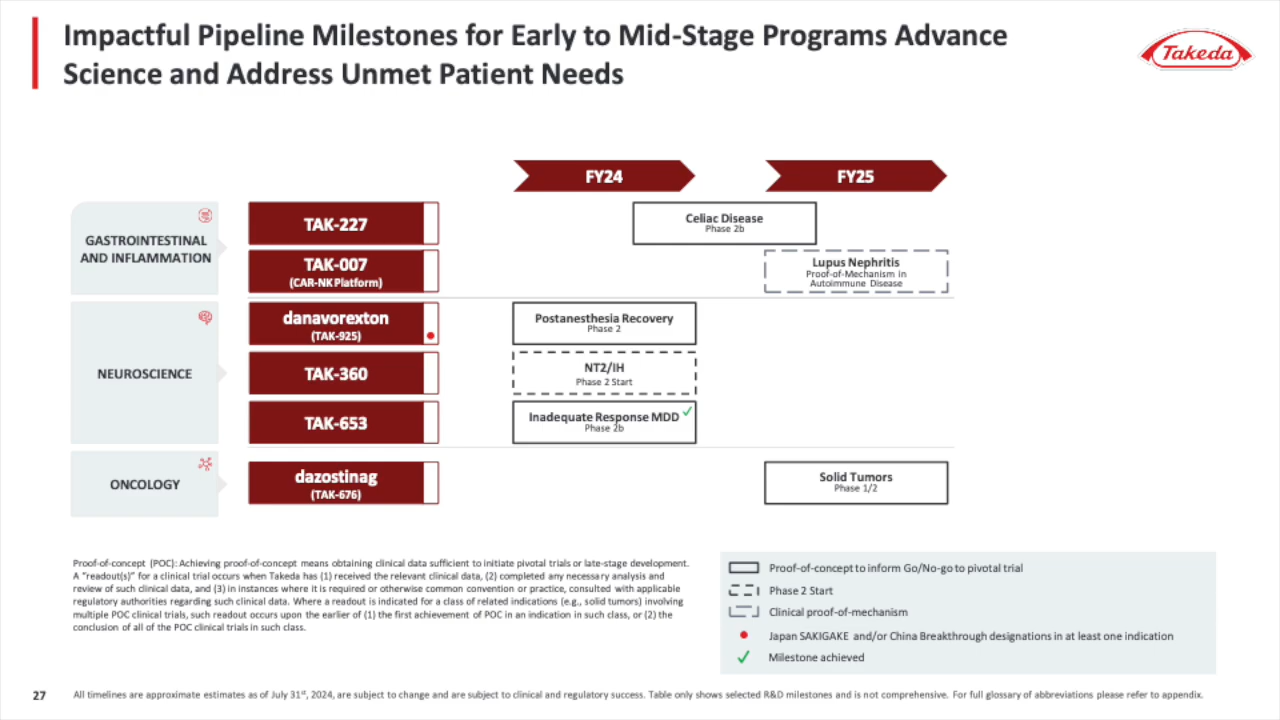 Impactful Pipeline Milestones for Early to Mid-Stage Programs Advance
Science and Address Unmet Patient Needs
Takeda
FY24
FY25
GASTROINTESTINAL
AND INFLAMMATION
TAK-227
Celiac Disease
Phase 2b
TAK-007
(CAR-NK Platform)
Lupus Nephritis
Proof-of-Mechanism in
Autoimmune Disease
NEUROSCIENCE
danavorexton
(TAK-925)
Postanesthesia Recovery
Phase 2
TAK-360
NT2/IH
Phase 2 Start
TAK-653
Inadequate Response MDD
Phase 2b
ONCOLOGY
dazostinag
(TAK-676)
Solid Tumors
Phase 1/2
Proof-of-concept (POC): Achieving proof-of-concept means obtaining clinical data sufficient to initiate pivotal trials or late-stage development.
A "readout(s)" for a clinical trial occurs when Takeda has (1) received the relevant clinical data, (2) completed any necessary analysis and
review of such clinical data, and (3) in instances where it is required or otherwise common convention or practice, consulted with applicable
regulatory authorities regarding such clinical data. Where a readout is indicated for a class of related indications (e.g., solid tumors) involving
multiple POC clinical trials, such readout occurs upon the earlier of (1) the first achievement of POC in an indication in such class, or (2) the
conclusion of all of the POC clinical trials in such class.
Proof-of-concept to inform Go/No-go to pivotal trial
Phase 2 Start
Clinical proof-of-mechanism
Japan SAKIGAKE and/or China Breakthrough designations in at least one indication
Milestone achieved
27
All timelines are approximate estimates as of July 31st, 2024, are subject to change and are subject to clinical and regulatory success. Table only shows selected R&D milestones and is not comprehensive. For full glossary of abbreviations please refer to appendix.